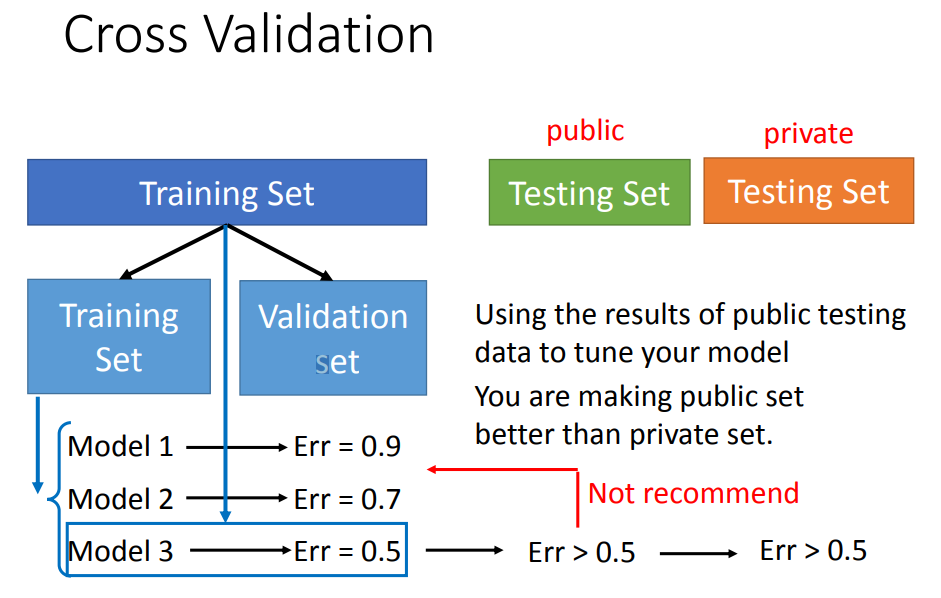 Cross Validation
public
private
Training Set
Testing Set
Testing Set
Training
Set
Validation
set
Using the results of public testing
data to tune your model
You are making public set
better than private set.
Model 1
Err = 0.9
Model 2
Err = 0.7
Not recommend
Model 3
Err = 0.5
Err > 0.5
Err > 0.5